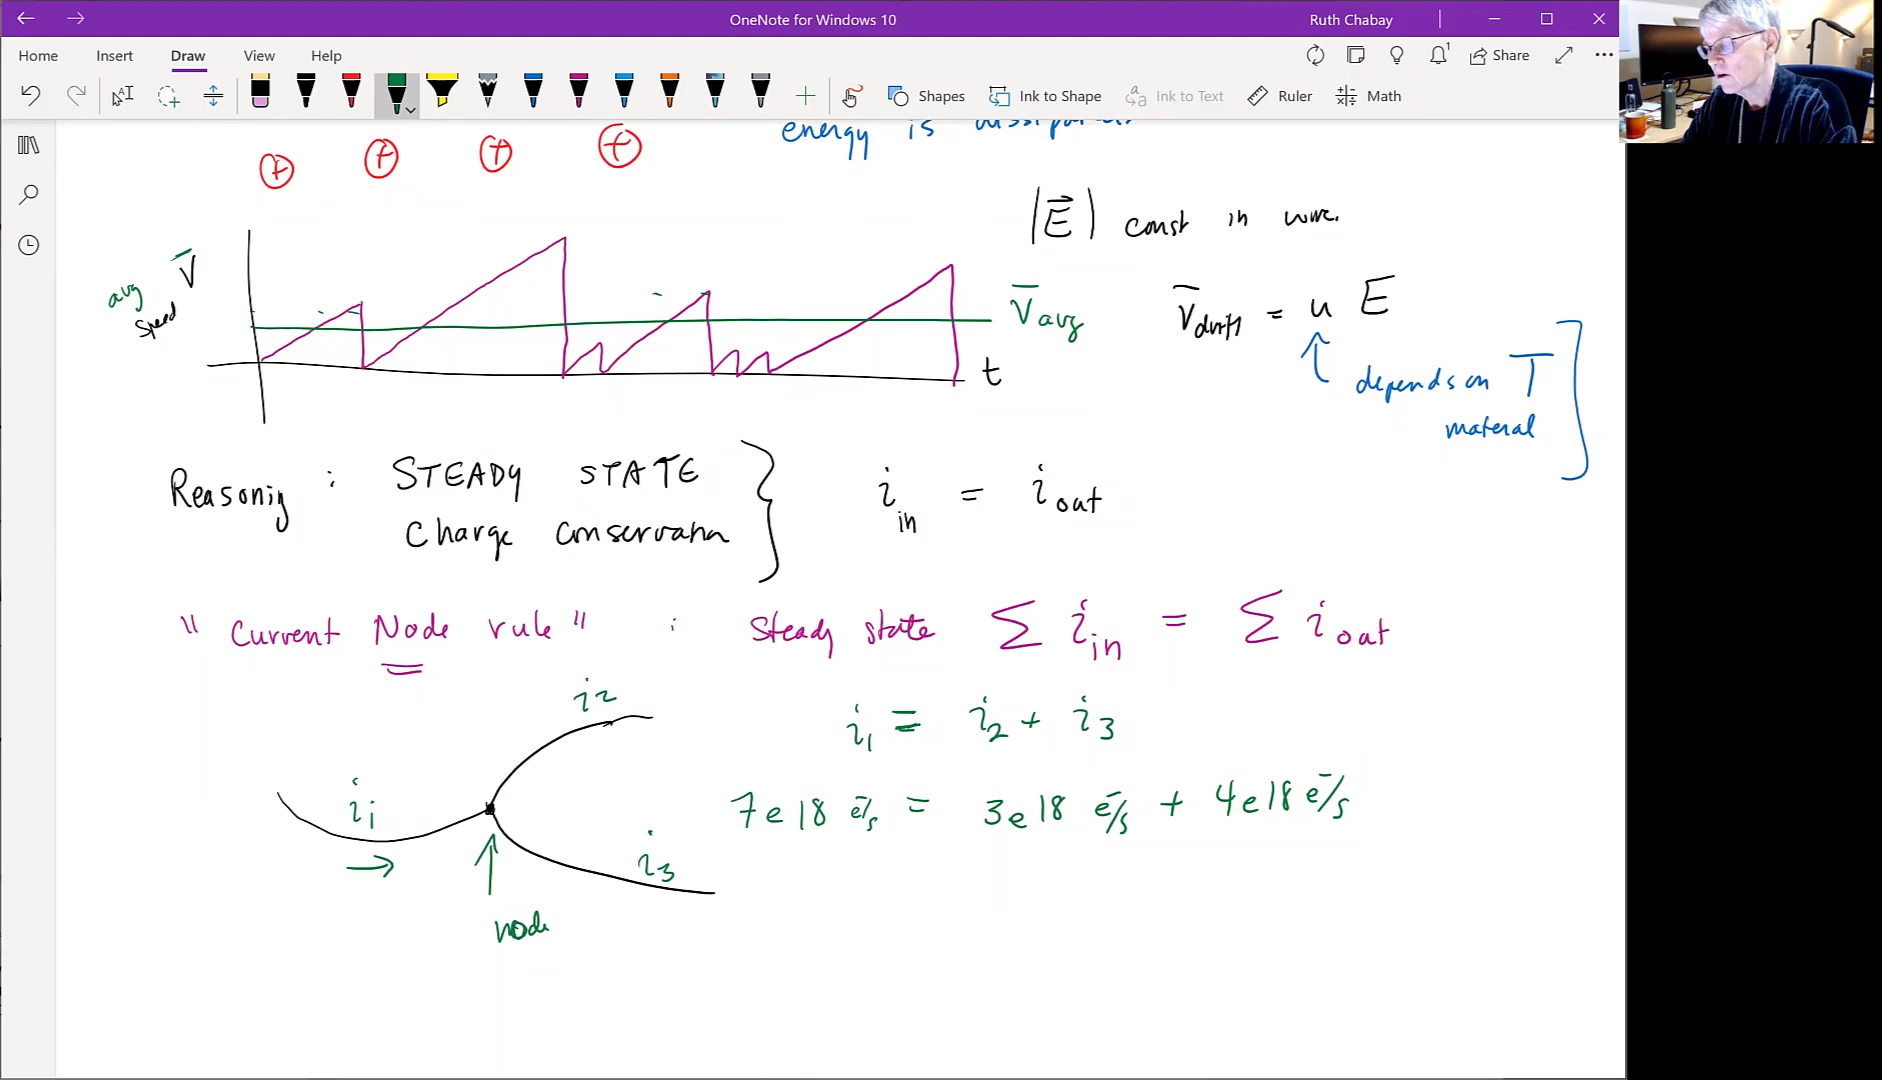 OneNote for Windows 10
Ruth Chabay
Home Insert Draw View Help
Share
Shapes Ink to Shape Ink to Text Ruler Math
energy is
+ + + +
|E| const in wire.
avg speed v̄
v̄avg
t
v̄drift = u E
depends on T
material
Reasoning : STEADY STATE
Charge conservation
i in = i out
"Current Node rule" : Steady state ∑ i in = ∑ i out
i2
i1 = i2 + i3
i1
7e18 e⁻/s = 3e18 e⁻/s + 4e18 e⁻/s
i3
node